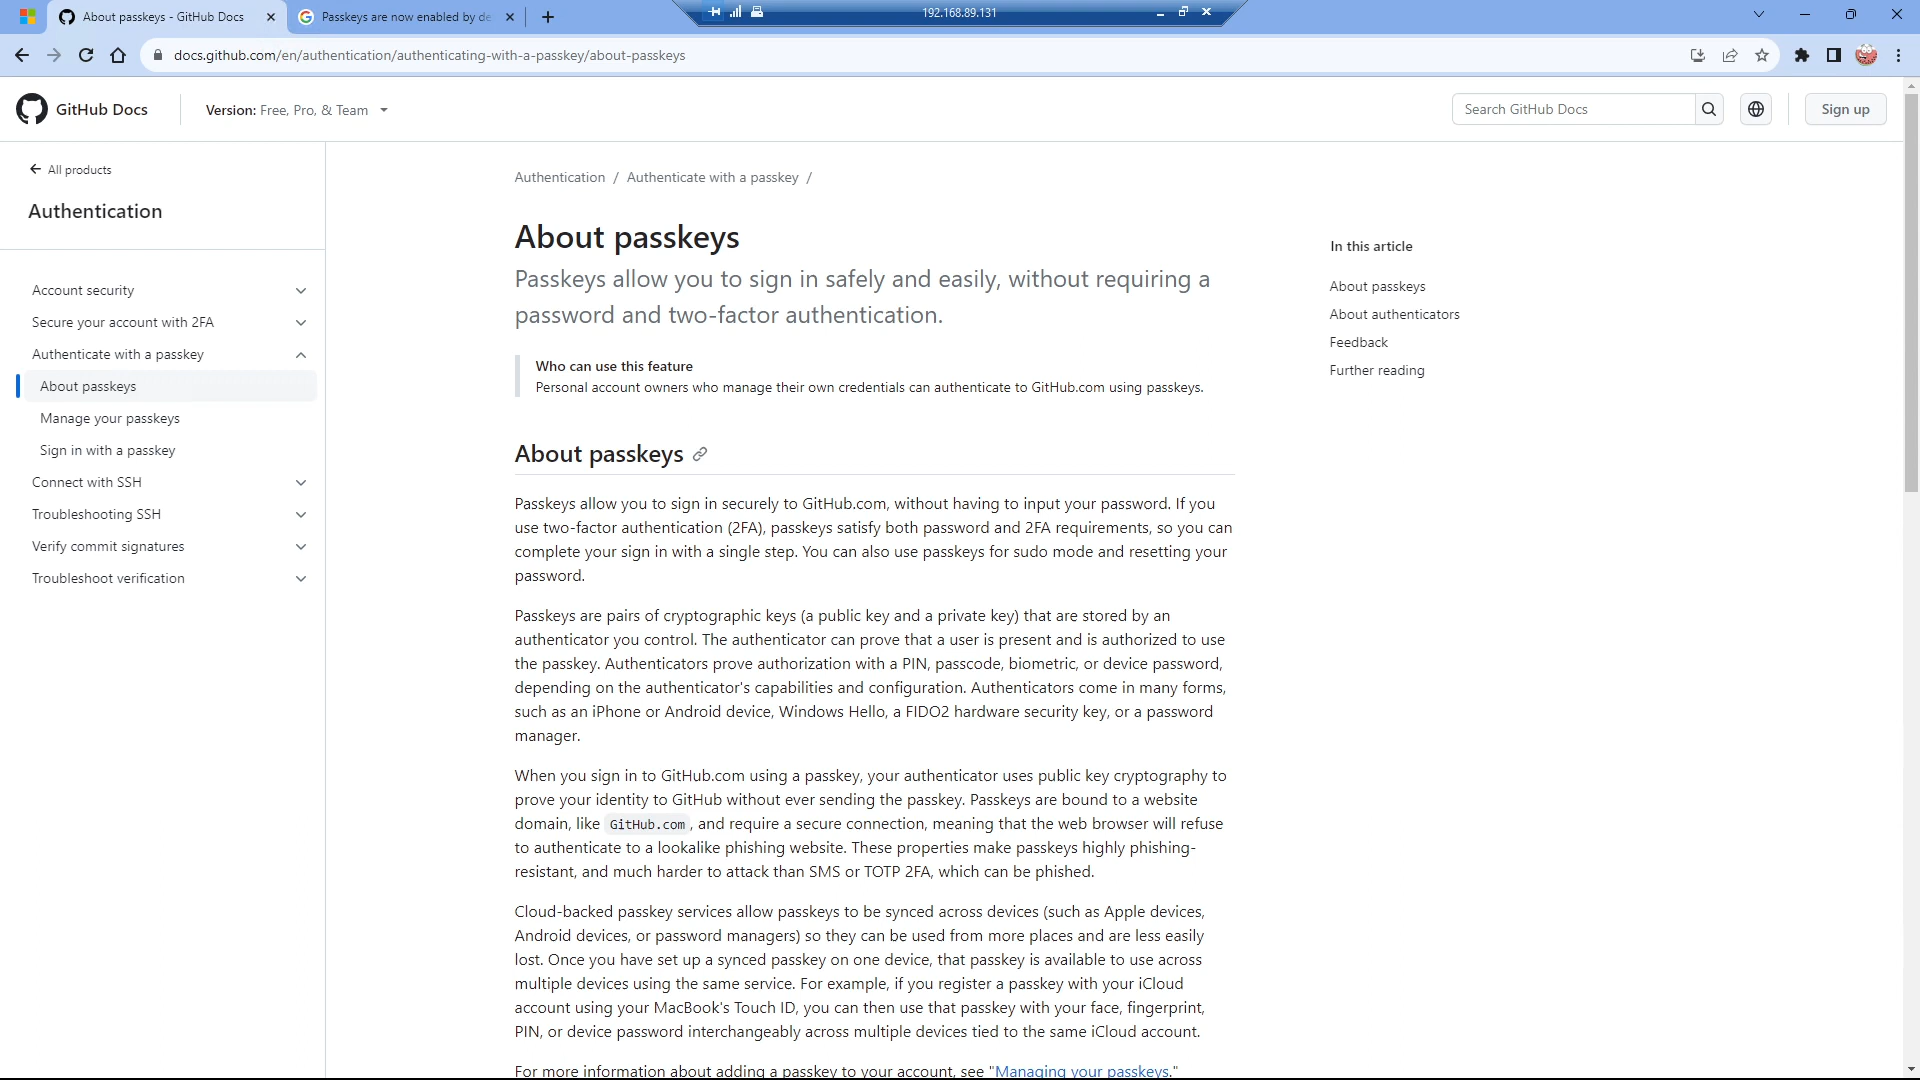 About passkeys - GitHub Docs
Passkeys are now enabled by de
192.168.89.131
docs.github.com/en/authentication/authenticating-with-a-passkey/about-passkeys
GitHub Docs
Version: Free, Pro, & Team
Search GitHub Docs
Sign up
All products
Authentication
Account security
Secure your account with 2FA
Authenticate with a passkey
About passkeys
Manage your passkeys
Sign in with a passkey
Connect with SSH
Troubleshooting SSH
Verify commit signatures
Troubleshoot verification
Authentication / Authenticate with a passkey /
About passkeys
Passkeys allow you to sign in safely and easily, without requiring a
password and two-factor authentication.
Who can use this feature
Personal account owners who manage their own credentials can authenticate to GitHub.com using passkeys.
About passkeys
Passkeys allow you to sign in securely to GitHub.com, without having to input your password. If you
use two-factor authentication (2FA), passkeys satisfy both password and 2FA requirements, so you can
complete your sign in with a single step. You can also use passkeys for sudo mode and resetting your
password.
Passkeys are pairs of cryptographic keys (a public key and a private key) that are stored by an
authenticator you control. The authenticator can prove that a user is present and is authorized to use
the passkey. Authenticators prove authorization with a PIN, passcode, biometric, or device password,
depending on the authenticator's capabilities and configuration. Authenticators come in many forms,
such as an iPhone or Android device, Windows Hello, a FIDO2 hardware security key, or a password
manager.
When you sign in to GitHub.com using a passkey, your authenticator uses public key cryptography to
prove your identity to GitHub without ever sending the passkey. Passkeys are bound to a website
domain, like GitHub.com, and require a secure connection, meaning that the web browser will refuse
to authenticate to a lookalike phishing website. These properties make passkeys highly phishing-
resistant, and much harder to attack than SMS or TOTP 2FA, which can be phished.
Cloud-backed passkey services allow passkeys to be synced across devices (such as Apple devices,
Android devices, or password managers) so they can be used from more places and are less easily
lost. Once you have set up a synced passkey on one device, that passkey is available to use across
multiple devices using the same service. For example, if you register a passkey with your iCloud
account using your MacBook's Touch ID, you can then use that passkey with your face, fingerprint,
PIN, or device password interchangeably across multiple devices tied to the same iCloud account.
For more information about adding a passkey to your account, see "Managing your passkeys."
In this article
About passkeys
About authenticators
Feedback
Further reading